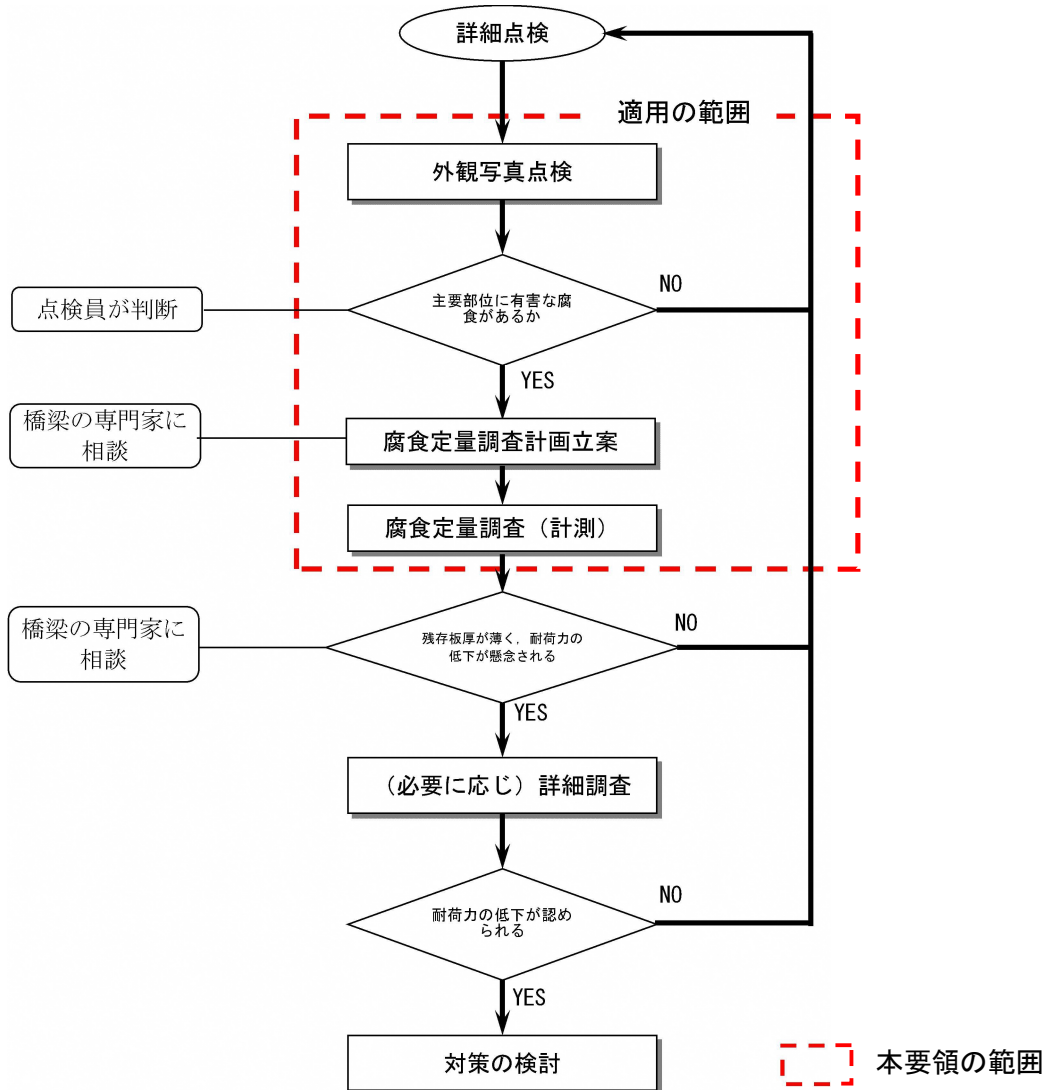 詳細点検
適用の範囲
外観写真点検
NO
点検員が判断
主要部位に有害な腐
食があるか
YES
橋梁の専門家に
相談
腐食定量調査計画立案
腐食定量調査（計測）
橋梁の専門家に
相談
残存板厚が薄く，耐荷力の
低下が懸念される
NO
YES
（必要に応じ）詳細調査
NO
耐荷力の低下が認め
られる
YES
対策の検討
本要領の範囲